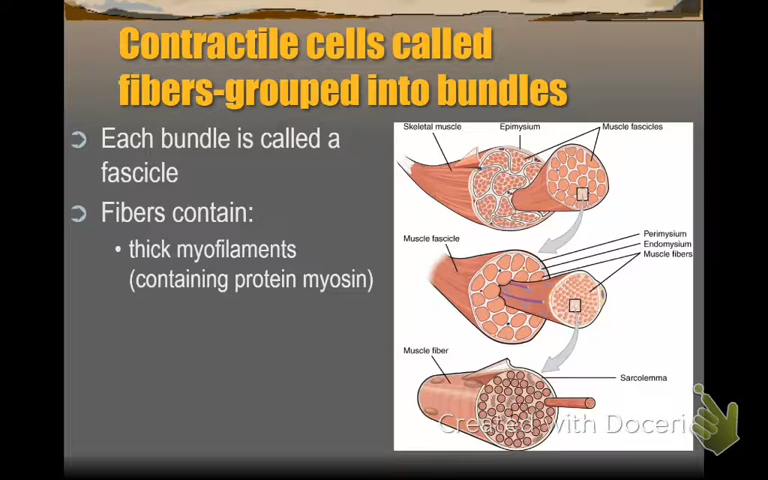 Contractile cells called
fibers-grouped into bundles
Each bundle is called a
fascicle
Fibers contain:
thick myofilaments
(containing protein myosin)
Skeletal muscle
Epimysium
Muscle fascicles
Muscle fascicle
Perimysium
Endomysium
Muscle fibers
Muscle fiber
Sarcolemma
Created with Doceri